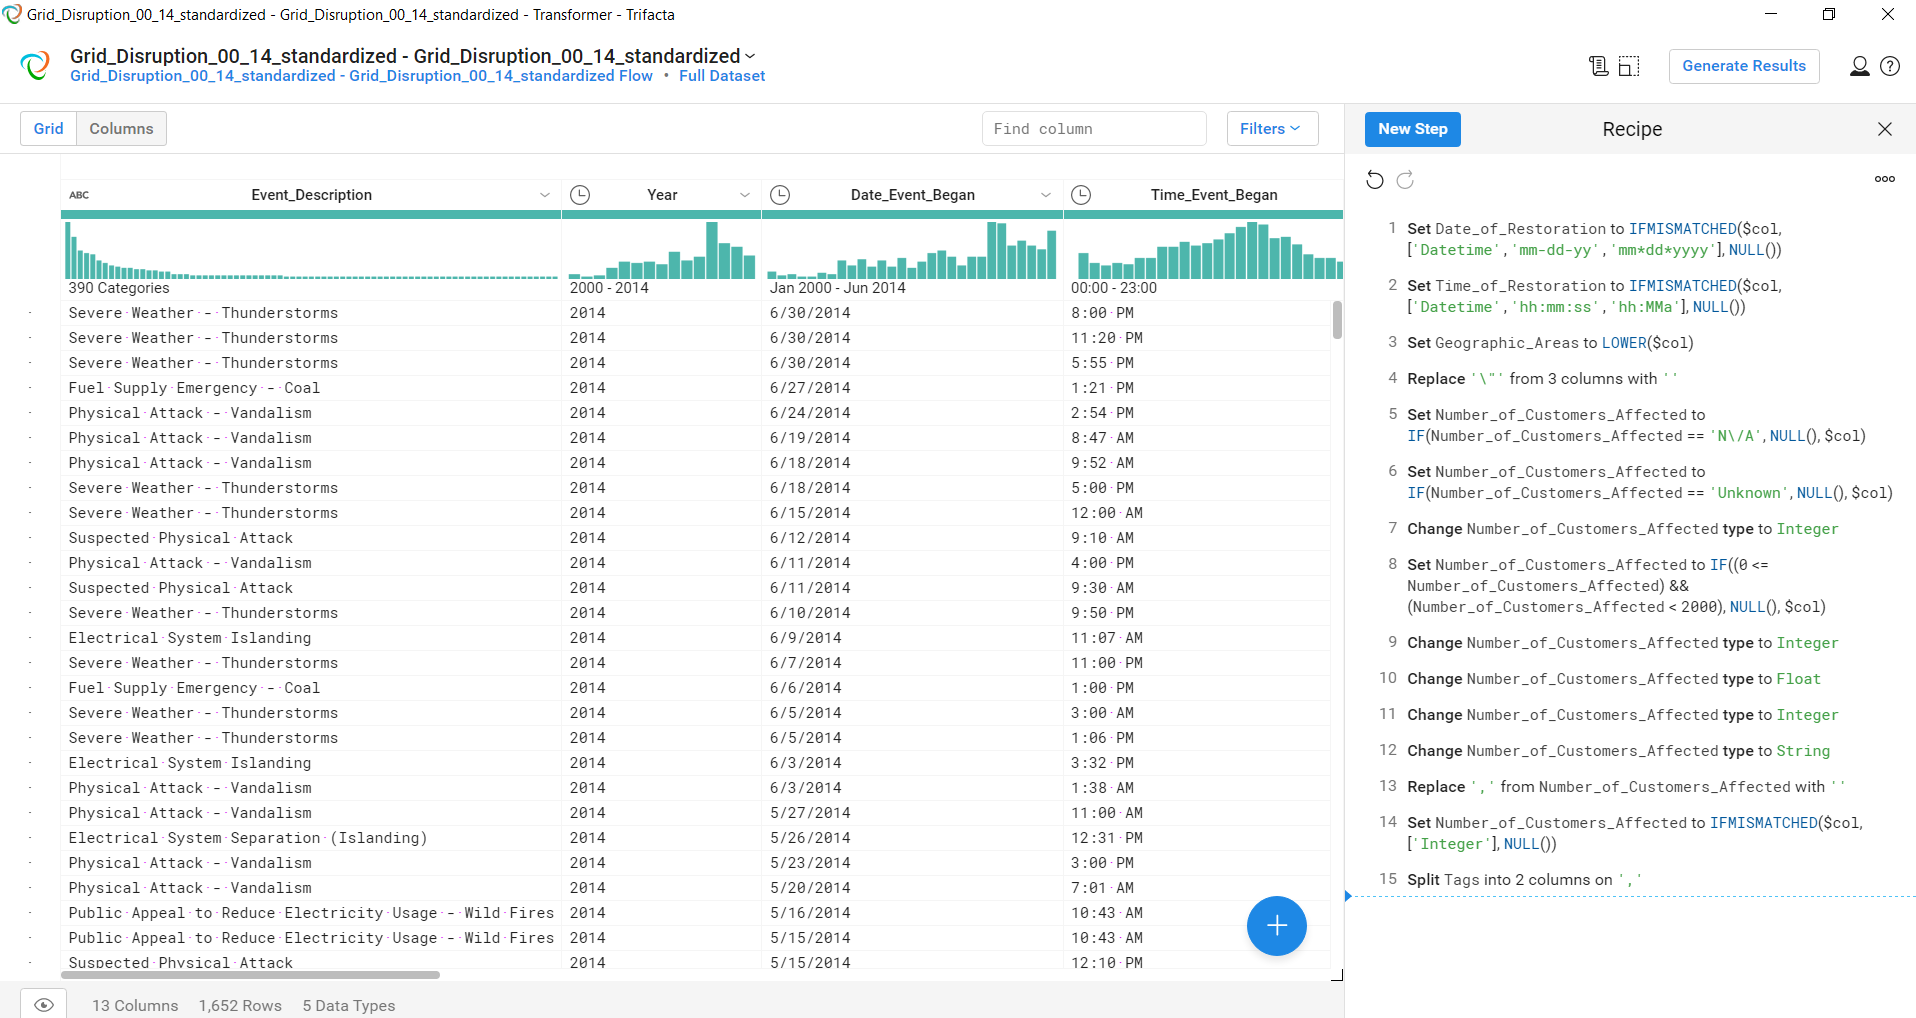 Grid_Disruption_00_14_standardized - Grid_Disruption_00_14_standardized - Transformer - Trifacta
Grid_Disruption_00_14_standardized - Grid_Disruption_00_14_standardized
Grid_Disruption_00_14_standardized - Grid_Disruption_00_14_standardized Flow • Full Dataset
Generate Results
Grid Columns
Find column
Filters
ABC Event_Description Year Date_Event_Began Time_Event_Began
390 Categories 2000 - 2014 Jan 2000 - Jun 2014 00:00 - 23:00
Severe Weather - Thunderstorms 2014 6/30/2014 8:00 PM
Severe Weather - Thunderstorms 2014 6/30/2014 11:20 PM
Severe Weather - Thunderstorms 2014 6/30/2014 5:55 PM
Fuel Supply Emergency - Coal 2014 6/27/2014 1:21 PM
Physical Attack - Vandalism 2014 6/24/2014 2:54 PM
Physical Attack - Vandalism 2014 6/19/2014 8:47 AM
Physical Attack - Vandalism 2014 6/18/2014 9:52 AM
Severe Weather - Thunderstorms 2014 6/18/2014 5:00 PM
Severe Weather - Thunderstorms 2014 6/15/2014 12:00 AM
Suspected Physical Attack 2014 6/12/2014 9:10 AM
Physical Attack - Vandalism 2014 6/11/2014 4:00 PM
Suspected Physical Attack 2014 6/11/2014 9:30 AM
Severe Weather - Thunderstorms 2014 6/10/2014 9:50 PM
Electrical System Islanding 2014 6/9/2014 11:07 AM
Severe Weather - Thunderstorms 2014 6/7/2014 11:00 PM
Fuel Supply Emergency - Coal 2014 6/6/2014 1:00 PM
Severe Weather - Thunderstorms 2014 6/5/2014 3:00 AM
Severe Weather - Thunderstorms 2014 6/5/2014 1:06 PM
Electrical System Islanding 2014 6/3/2014 3:32 PM
Physical Attack - Vandalism 2014 6/3/2014 1:38 AM
Physical Attack - Vandalism 2014 5/27/2014 11:00 AM
Electrical System Separation (Islanding) 2014 5/26/2014 12:31 PM
Physical Attack - Vandalism 2014 5/23/2014 3:00 PM
Physical Attack - Vandalism 2014 5/20/2014 7:01 AM
Public Appeal to Reduce Electricity Usage - Wild Fires 2014 5/16/2014 10:43 AM
Public Appeal to Reduce Electricity Usage - Wild Fires 2014 5/15/2014 10:43 AM
Suspected Physical Attack 2014 5/15/2014 12:10 PM
13 Columns 1,652 Rows 5 Data Types
New Step
Recipe
1 Set Date_of_Restoration to IFMISMATCHED($col,
['Datetime','mm-dd-yy','mm*dd*yyyy'], NULL())
2 Set Time_of_Restoration to IFMISMATCHED($col,
['Datetime','hh:mm:ss','hh:MMa'], NULL())
3 Set Geographic_Areas to LOWER($col)
4 Replace '\"' from 3 columns with ''
5 Set Number_of_Customers_Affected to
IF(Number_of_Customers_Affected == 'N\/A', NULL(), $col)
6 Set Number_of_Customers_Affected to
IF(Number_of_Customers_Affected == 'Unknown', NULL(), $col)
7 Change Number_of_Customers_Affected type to Integer
8 Set Number_of_Customers_Affected to IF((0 <=
Number_of_Customers_Affected) &&
(Number_of_Customers_Affected < 2000), NULL(), $col)
9 Change Number_of_Customers_Affected type to Integer
10 Change Number_of_Customers_Affected type to Float
11 Change Number_of_Customers_Affected type to Integer
12 Change Number_of_Customers_Affected type to String
13 Replace ',' from Number_of_Customers_Affected with ''
14 Set Number_of_Customers_Affected to IFMISMATCHED($col,
['Integer'], NULL())
15 Split Tags into 2 columns on ','